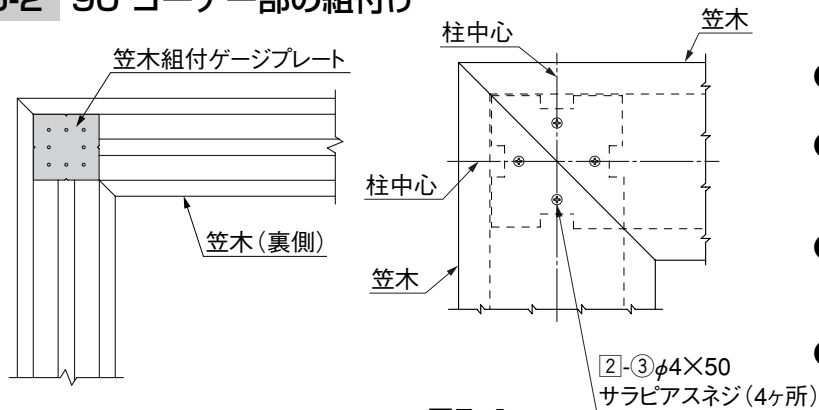 90°コーナー部の組付け
笠木組付ゲージプレート
笠木（裏側）
柱中心
笠木
柱中心
笠木
2-③φ4×50
サラピアスネジ（4ヶ所）